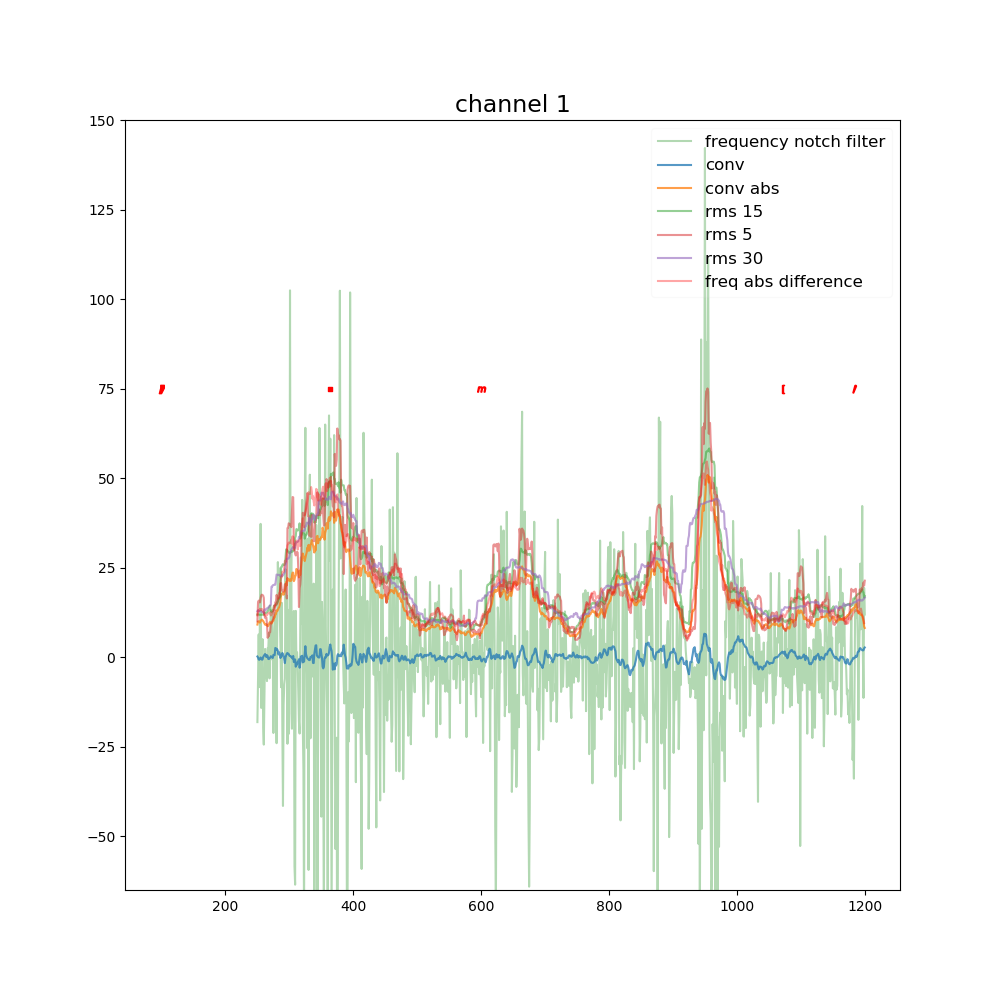 channel 1
150
125
100
75
50
25
0
−25
−50
frequency notch filter
conv
conv abs
rms 15
rms 5
rms 30
freq abs difference
m
[
200 400 600 800 1000 1200